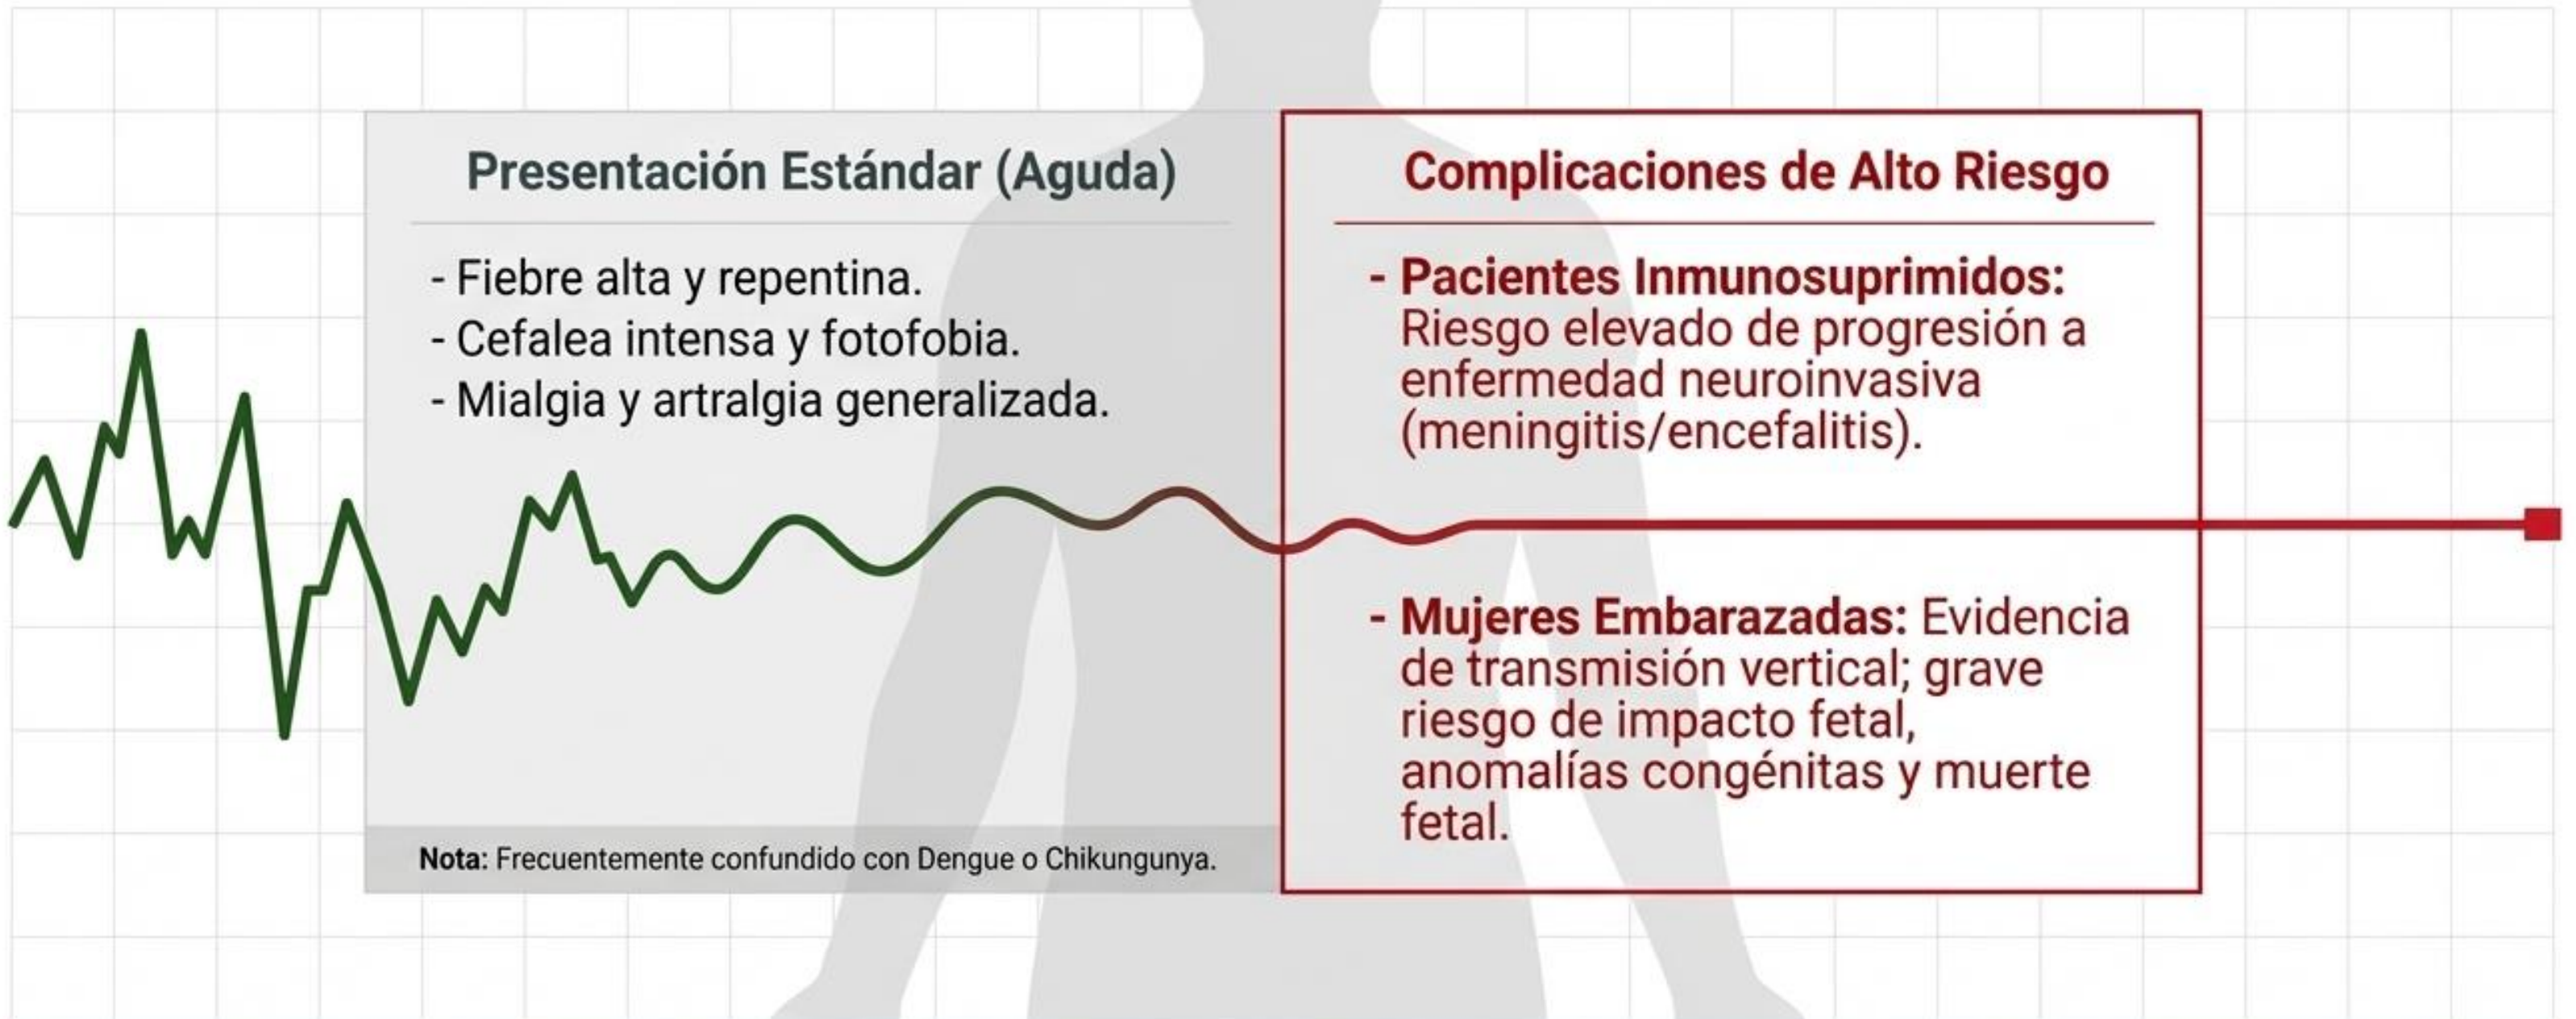 Presentación Estándar (Aguda)
- Fiebre alta y repentina.
- Cefalea intensa y fotofobia.
- Mialgia y artralgia generalizada.
Nota: Frecuentemente confundido con Dengue o Chikungunya.
Complicaciones de Alto Riesgo
- Pacientes Inmunosuprimidos:
Riesgo elevado de progresión a
enfermedad neuroinvasiva
(meningitis/encefalitis).
- Mujeres Embarazadas: Evidencia
de transmisión vertical; grave
riesgo de impacto fetal,
anomalías congénitas y muerte
fetal.